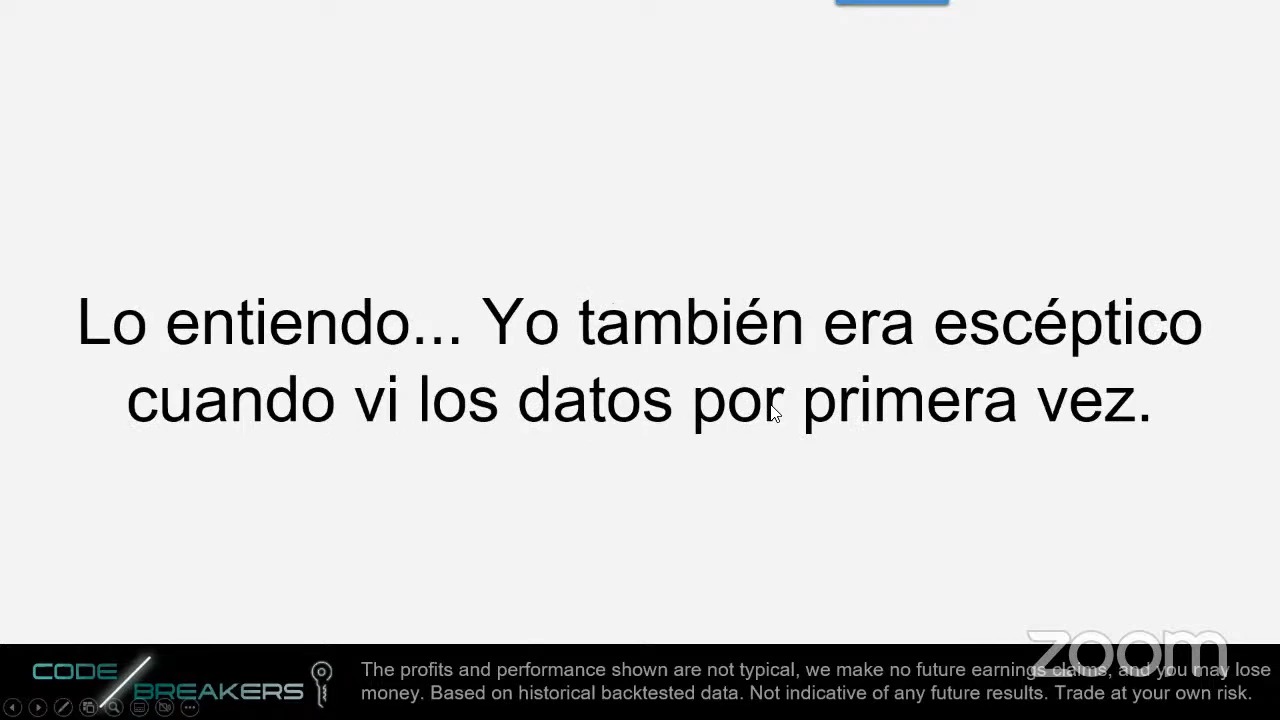 Lo entiendo... Yo también era escéptico
cuando vi los datos por primera vez.
CODE
BREAKERS
The profits and performance shown are not typical, we make no future earnings claims, and you may lose
money. Based on historical backtested data. Not indicative of any future results. Trade at your own risk.
zoom